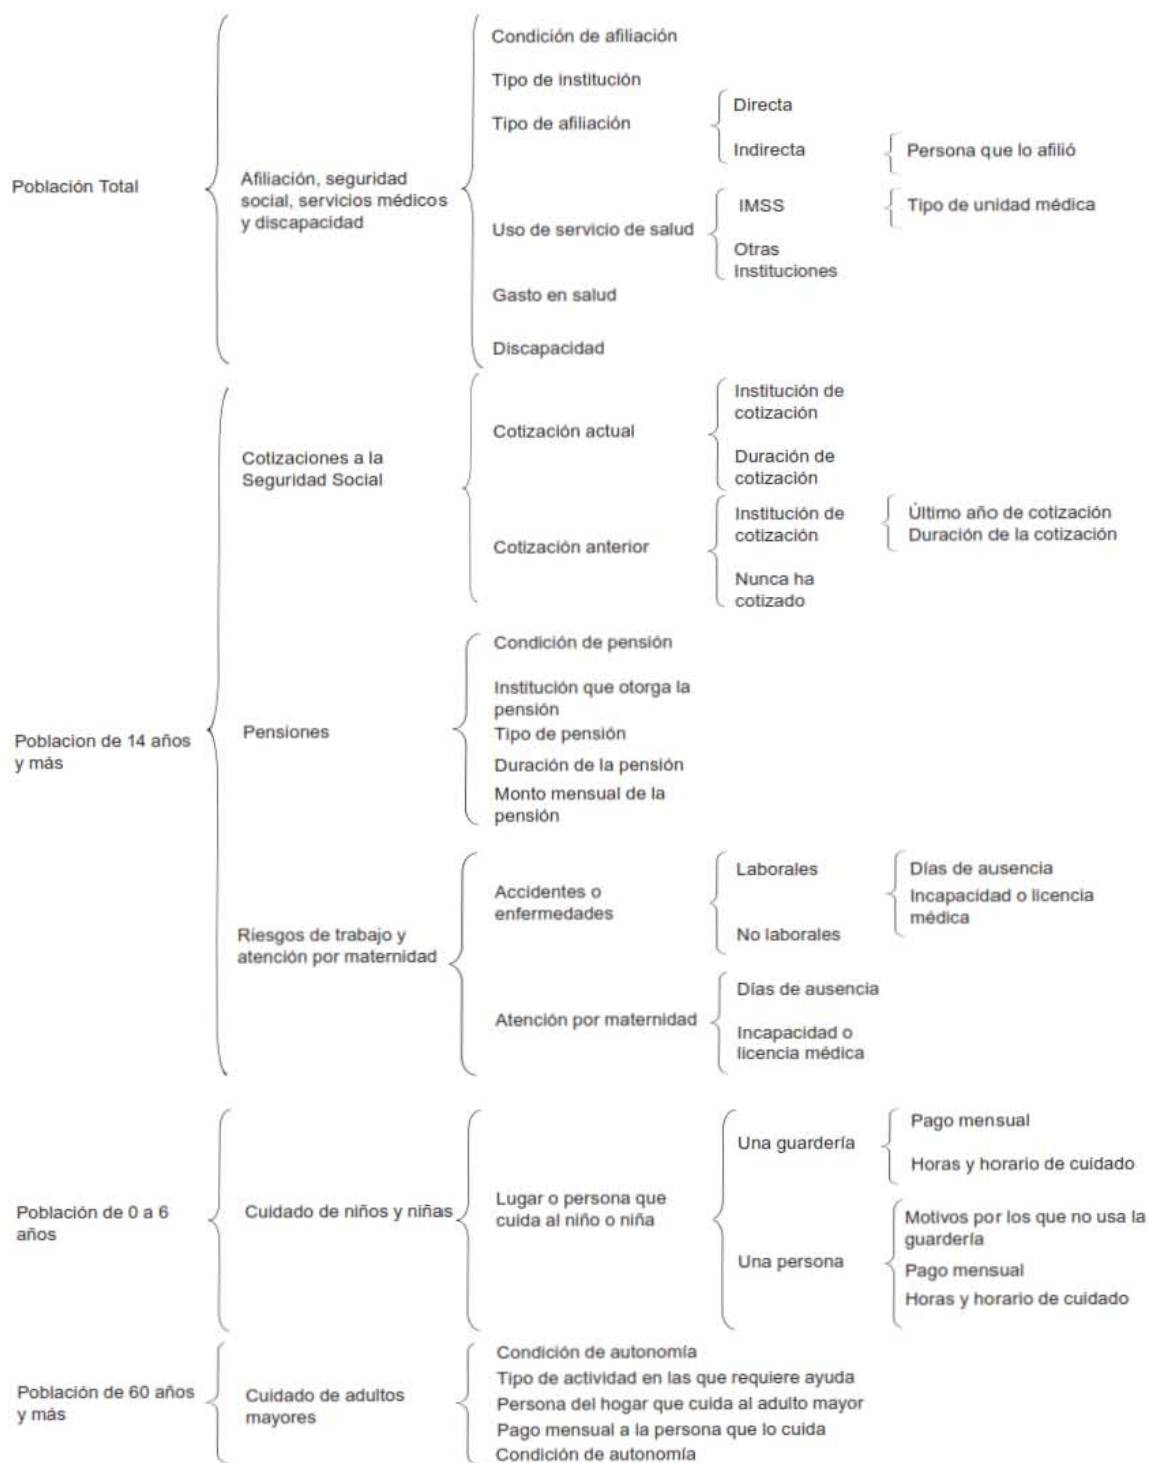 Población Total
Afiliación, seguridad
social, servicios médicos
y discapacidad
Condición de afiliación
Tipo de institución
Tipo de afiliación
Directa
Indirecta
Persona que lo afilió
Uso de servicio de salud
IMSS
Tipo de unidad médica
Otras
Instituciones
Gasto en salud
Discapacidad
Poblacion de 14 años
y más
Cotizaciones a la
Seguridad Social
Cotización actual
Institución de
cotización
Duración de
cotización
Cotización anterior
Institución de
cotización
Último año de cotización
Duración de la cotización
Nunca ha
cotizado
Pensiones
Condición de pensión
Institución que otorga la
pensión
Tipo de pensión
Duración de la pensión
Monto mensual de la
pensión
Riesgos de trabajo y
atención por maternidad
Accidentes o
enfermedades
Laborales
Días de ausencia
Incapacidad o licencia
médica
No laborales
Atención por maternidad
Días de ausencia
Incapacidad o
licencia médica
Población de 0 a 6
años
Cuidado de niños y niñas
Lugar o persona que
cuida al niño o niña
Una guardería
Pago mensual
Horas y horario de cuidado
Una persona
Motivos por los que no usa la
guardería
Pago mensual
Horas y horario de cuidado
Población de 60 años
y más
Cuidado de adultos
mayores
Condición de autonomía
Tipo de actividad en las que requiere ayuda
Persona del hogar que cuida al adulto mayor
Pago mensual a la persona que lo cuida
Condición de autonomía